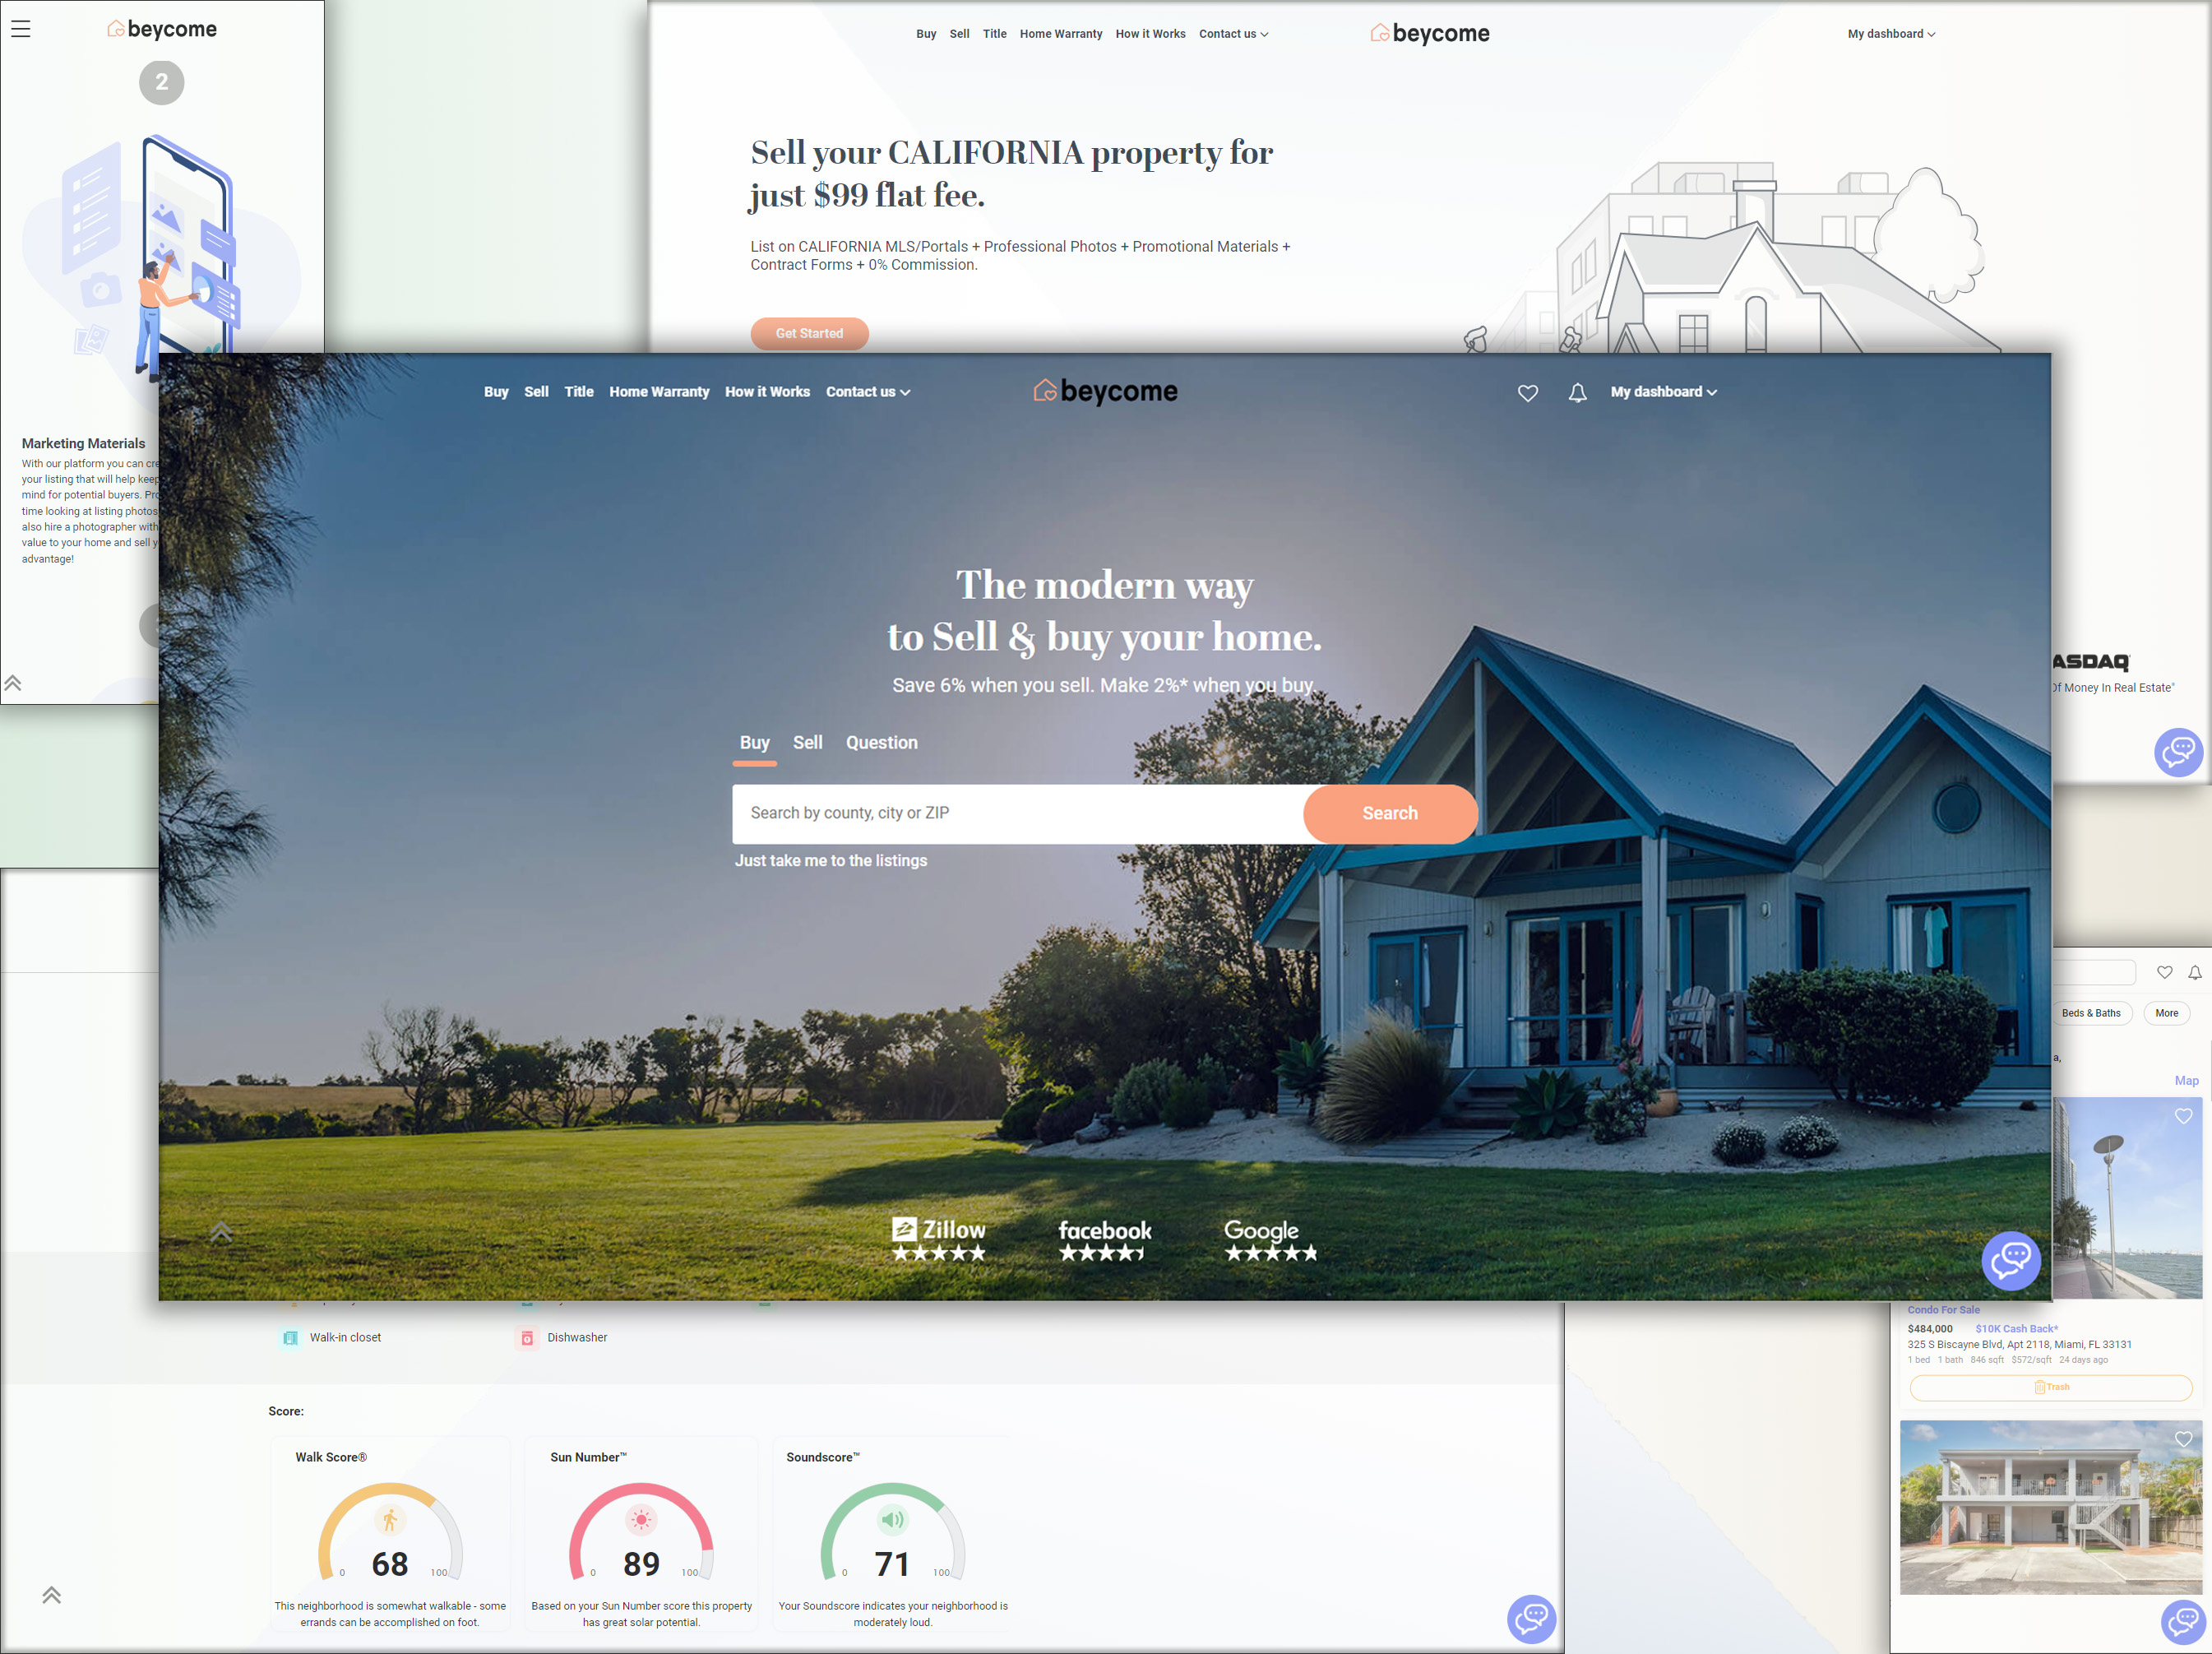 beycome
2
Marketing Materials
With our platform you can cre
your listing that will help keep
mind for potential buyers. Pro
time looking at listing photos
also hire a photographer with
value to your home and sell y
advantage!
Buy Sell Title Home Warranty How it Works Contact us
beycome
My dashboard
Sell your CALIFORNIA property for
just $99 flat fee.
List on CALIFORNIA MLS/Portals + Professional Photos + Promotional Materials +
Contract Forms + 0% Commission.
Get Started
ASDAQ
Of Money In Real Estate"
Buy Sell Title Home Warranty How it Works Contact us
beycome
My dashboard
The modern way
to Sell & buy your home.
Save 6% when you sell. Make 2%* when you buy.
Buy Sell Question
Search by county, city or ZIP
Search
Just take me to the listings
Zillow
facebook
Google
Beds & Baths
More
a,
Map
Condo For Sale
$484,000 $10K Cash Back*
325 S Biscayne Blvd, Apt 2118, Miami, FL 33131
1 bed 1 bath 846 sqft $572/sqft 24 days ago
Trash
Walk-in closet
Dishwasher
Score:
Walk Score®
0 68 100
This neighborhood is somewhat walkable - some
errands can be accomplished on foot.
Sun Number™
0 89 100
Based on your Sun Number score this property
has great solar potential.
Soundscore™
0 71 100
Your Soundscore indicates your neighborhood is
moderately loud.